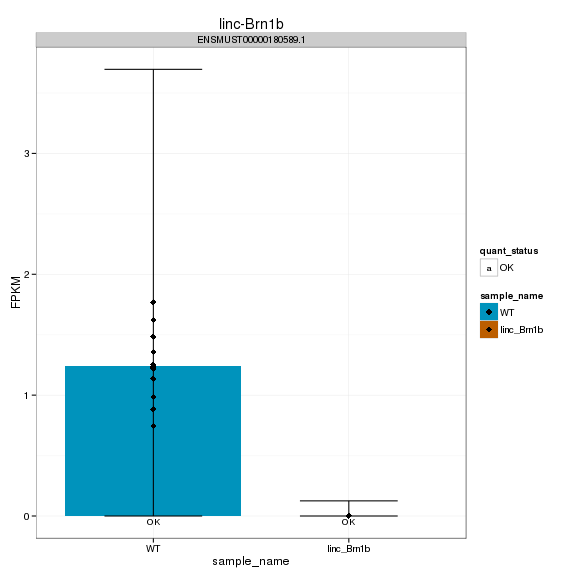 linc-Brn1b
ENSMUST00000180589.1
3
2
1
0
FPKM
OK
OK
WT
linc_Brn1b
sample_name
quant_status
a OK
sample_name
WT
linc_Brn1b